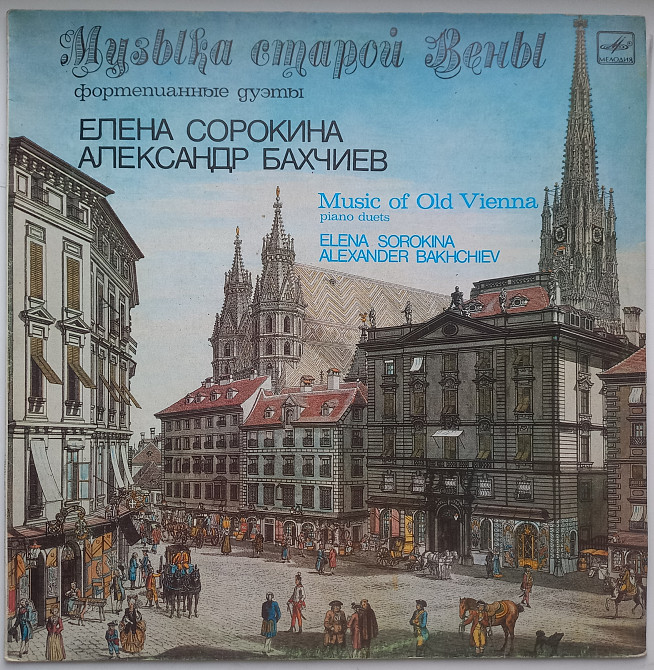 Музыка старой Вены
МЕЛОДИЯ
фортепианные дуэты
ЕЛЕНА СОРОКИНА
АЛЕКСАНДР БАХЧИЕВ
Music of Old Vienna
piano duets
ELENA SOROKINA
ALEXANDER BAKHCHIEV